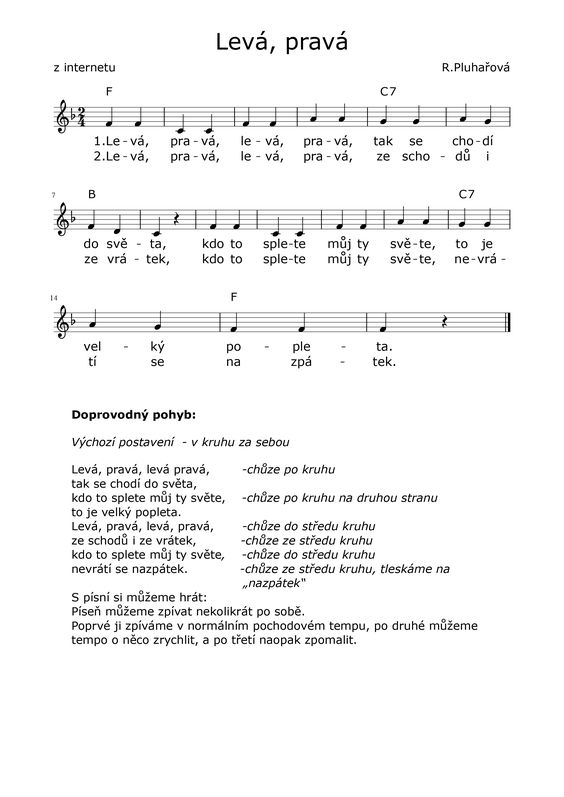 Levá, pravá
z internetu R.Pluhařová
F C7
2
4
1.Le-vá, pra-vá, le-vá, pra-vá, tak se cho-dí
2.Le-vá, pra-vá, le-vá, pra-vá, ze scho-dů i
7 B C7
do svě-ta, kdo to sple-te můj ty svě-te, to je
ze vrá-tek, kdo to sple-te můj ty svě-te, ne-vrá-
14 F
vel-ký po-ple-ta.
tí se na zpá-tek.
Doprovodný pohyb:
Výchozí postavení - v kruhu za sebou
Levá, pravá, levá pravá, -chůze po kruhu
tak se chodí do světa,
kdo to splete můj ty světe, -chůze po kruhu na druhou stranu
to je velký popleta.
Levá, pravá, levá, pravá, -chůze do středu kruhu
ze schodů i ze vrátek, -chůze ze středu kruhu
kdo to splete můj ty světe, -chůze do středu kruhu
nevrátí se nazpátek. -chůze ze středu kruhu, tleskáme na
„nazpátek“
S písní si můžeme hrát:
Píseň můžeme zpívat nekolikrát po sobě.
Poprvé ji zpíváme v normálním pochodovém tempu, po druhé můžeme
tempo o něco zrychlit, a po třetí naopak zpomalit.